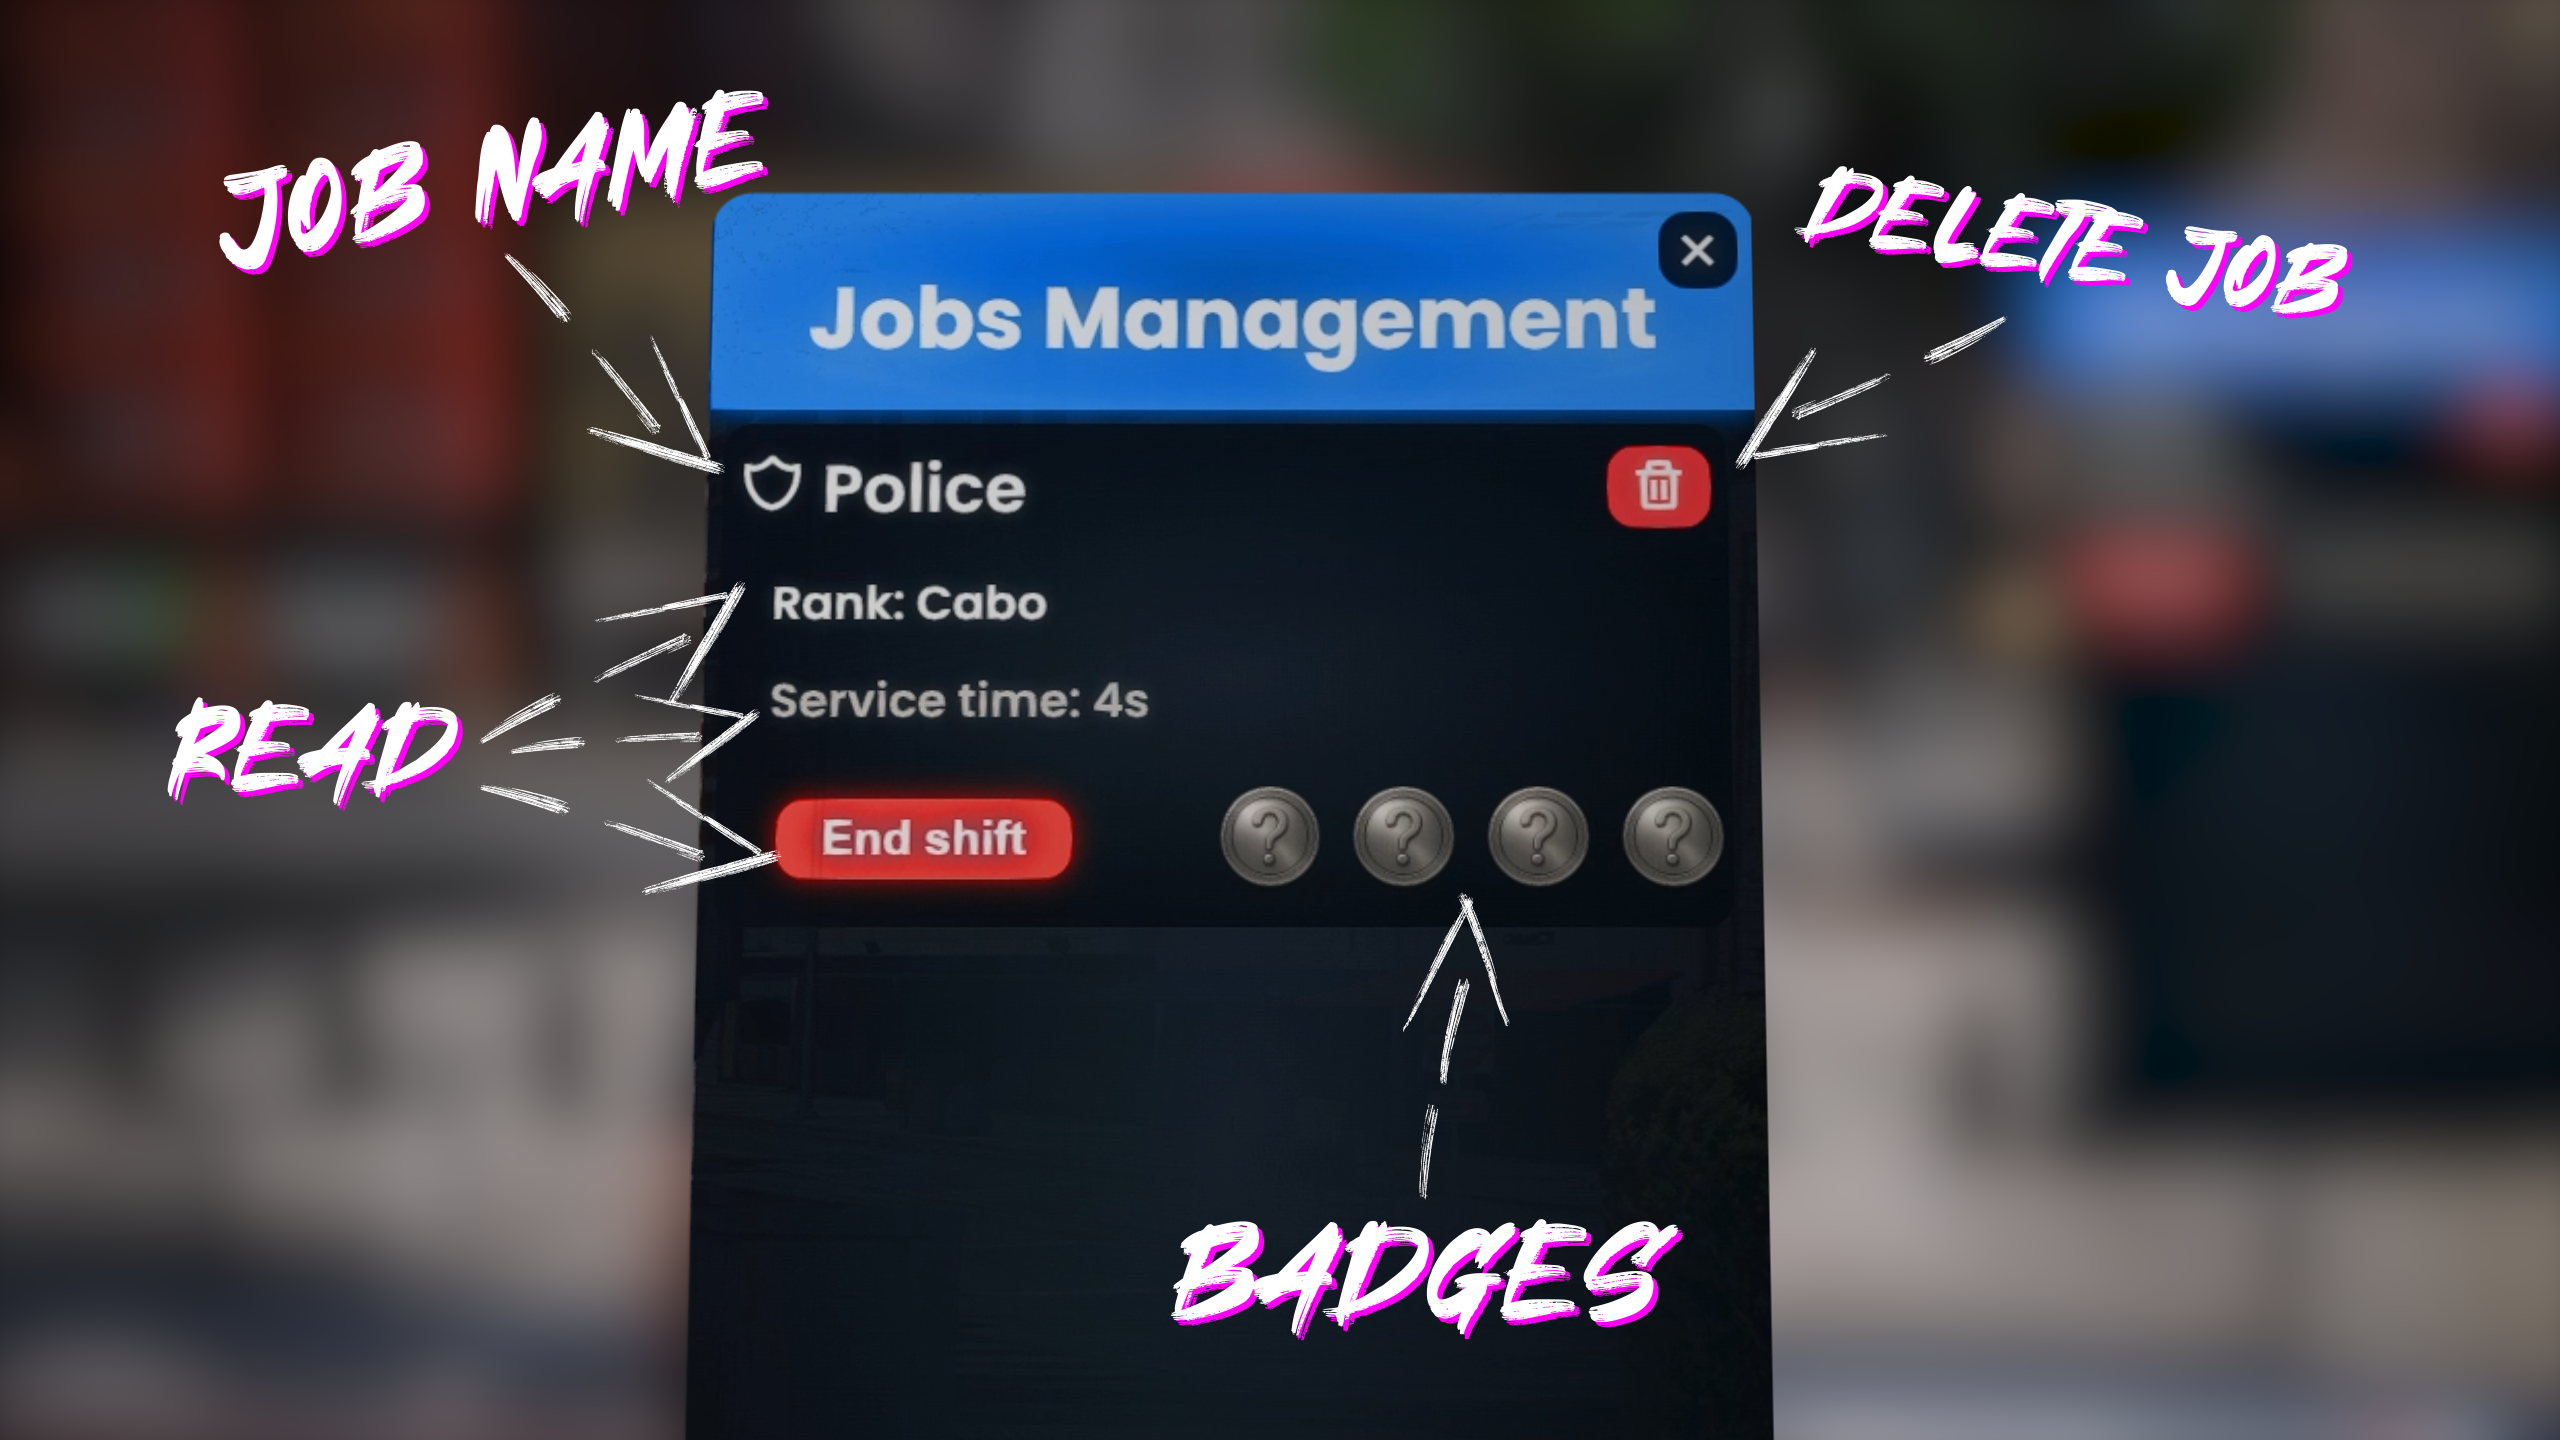 JOB NAME
DELETE JOB
Jobs Management
Police
Rank: Cabo
READ
Service time: 4s
End shift
? ? ? ?
BADGES